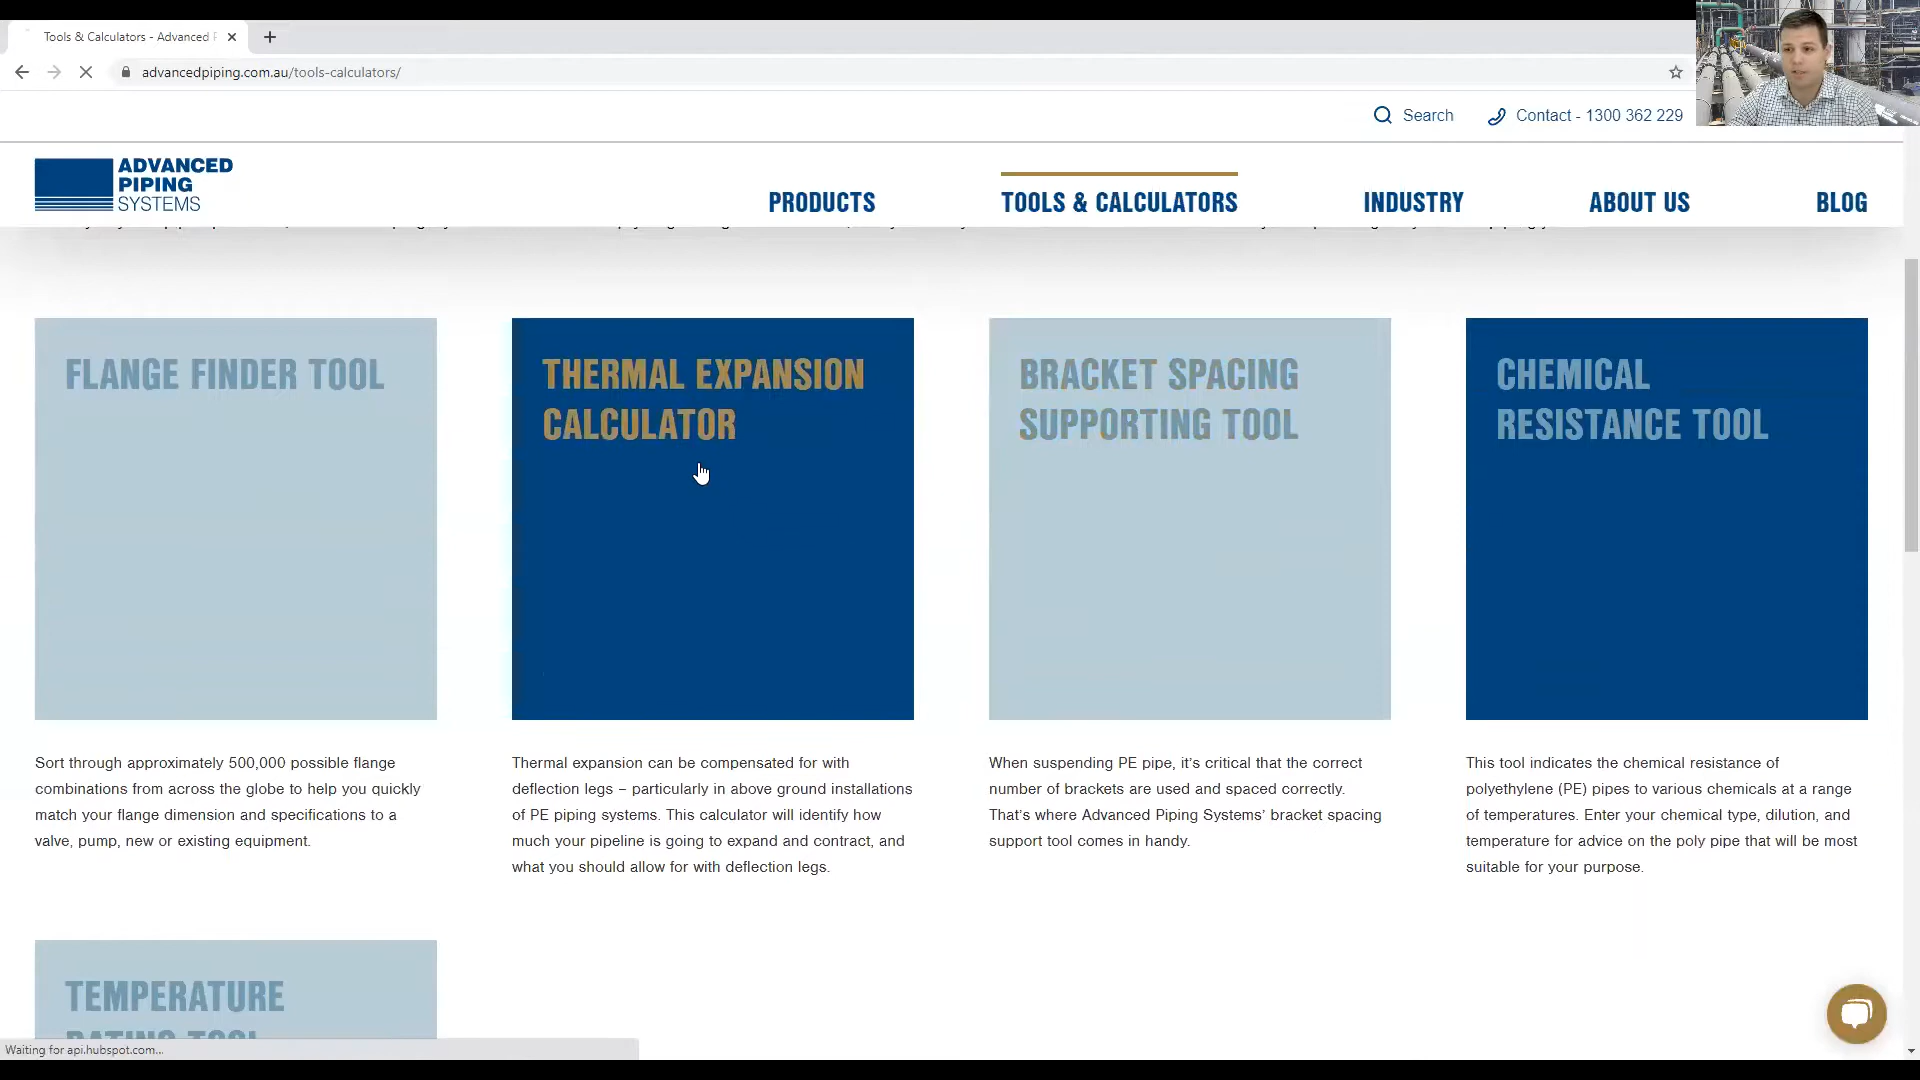 Tools & Calculators - Advanced
advancedpiping.com.au/tools-calculators/
Search
Contact - 1300 362 229
ADVANCED
PIPING
SYSTEMS
PRODUCTS
TOOLS & CALCULATORS
INDUSTRY
ABOUT US
BLOG
FLANGE FINDER TOOL
Sort through approximately 500,000 possible flange
combinations from across the globe to help you quickly
match your flange dimension and specifications to a
valve, pump, new or existing equipment.
THERMAL EXPANSION
CALCULATOR
Thermal expansion can be compensated for with
deflection legs – particularly in above ground installations
of PE piping systems. This calculator will identify how
much your pipeline is going to expand and contract, and
what you should allow for with deflection legs.
BRACKET SPACING
SUPPORTING TOOL
When suspending PE pipe, it’s critical that the correct
number of brackets are used and spaced correctly.
That’s where Advanced Piping Systems’ bracket spacing
support tool comes in handy.
CHEMICAL
RESISTANCE TOOL
This tool indicates the chemical resistance of
polyethylene (PE) pipes to various chemicals at a range
of temperatures. Enter your chemical type, dilution, and
temperature for advice on the poly pipe that will be most
suitable for your purpose.
TEMPERATURE
RATING TOOL
Waiting for api.hubspot.com...